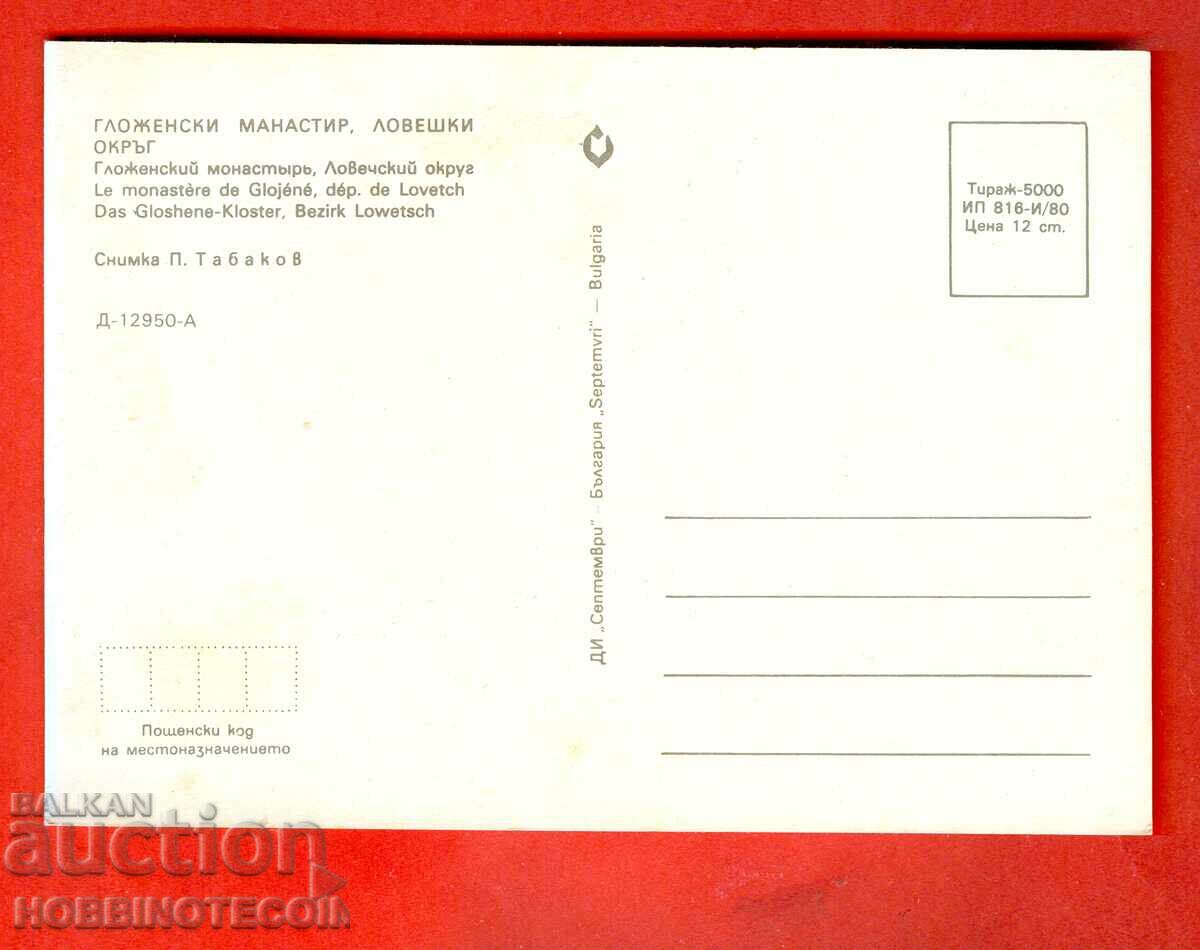 ГЛОЖЕНСКИ МАНАСТИР, ЛОВЕШКИ
ОКРЪГ
Гложенский монастырь, Ловечский округ
Le monastère de Glojéné, dép. de Lovetch
Das Gloshene-Kloster, Bezirk Lowetsch
Снимка П. Табаков
Д-12950-А
Пощенски код
на местоназначението
ДИ „Септември" – България „Septemvri" — Bulgaria
Тираж-5000
ИП 816-И/80
Цена 12 ст.
BALKAN
auction
HOBBINOTECOIN